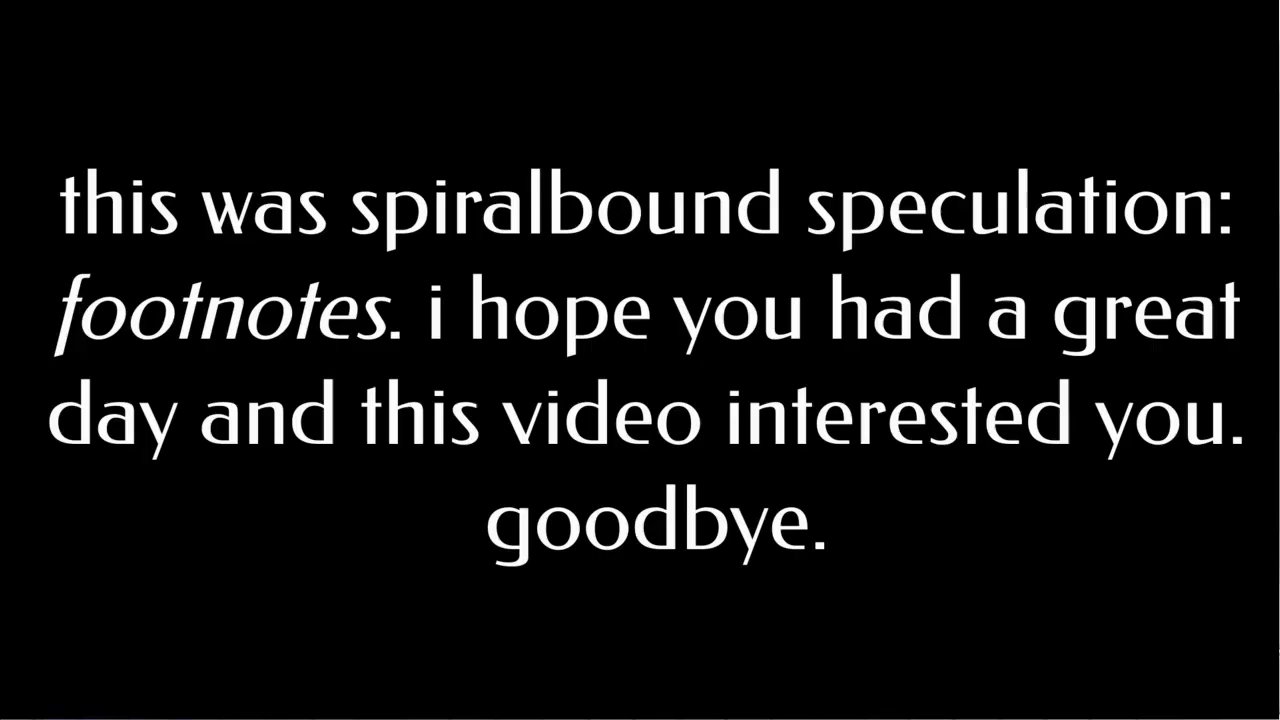 this was spiralbound speculation:
footnotes. i hope you had a great
day and this video interested you.
goodbye.